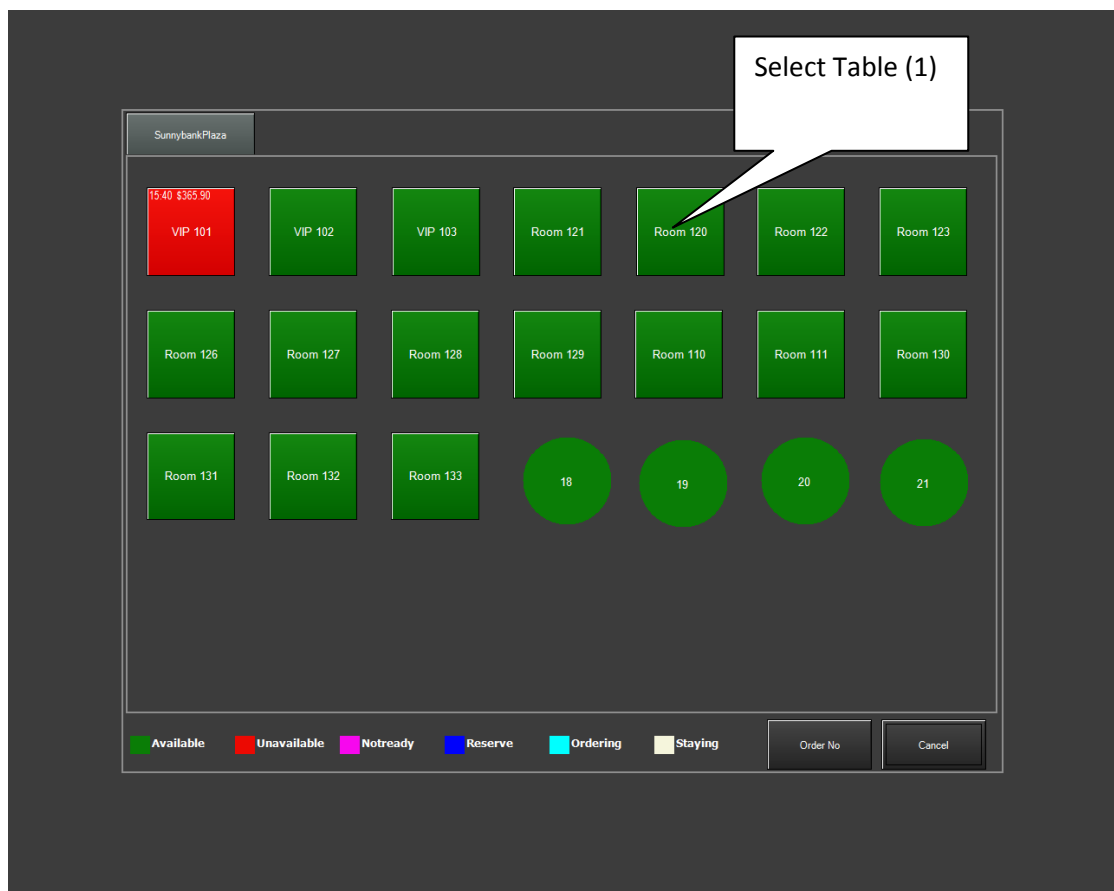 Select Table (1)
SunnybankPlaza
15:40 $365.90
VIP 101
VIP 102
VIP 103
Room 121
Room 120
Room 122
Room 123
Room 126
Room 127
Room 128
Room 129
Room 110
Room 111
Room 130
Room 131
Room 132
Room 133
18
19
20
21
Available
Unavailable
Notready
Reserve
Ordering
Staying
Order No
Cancel